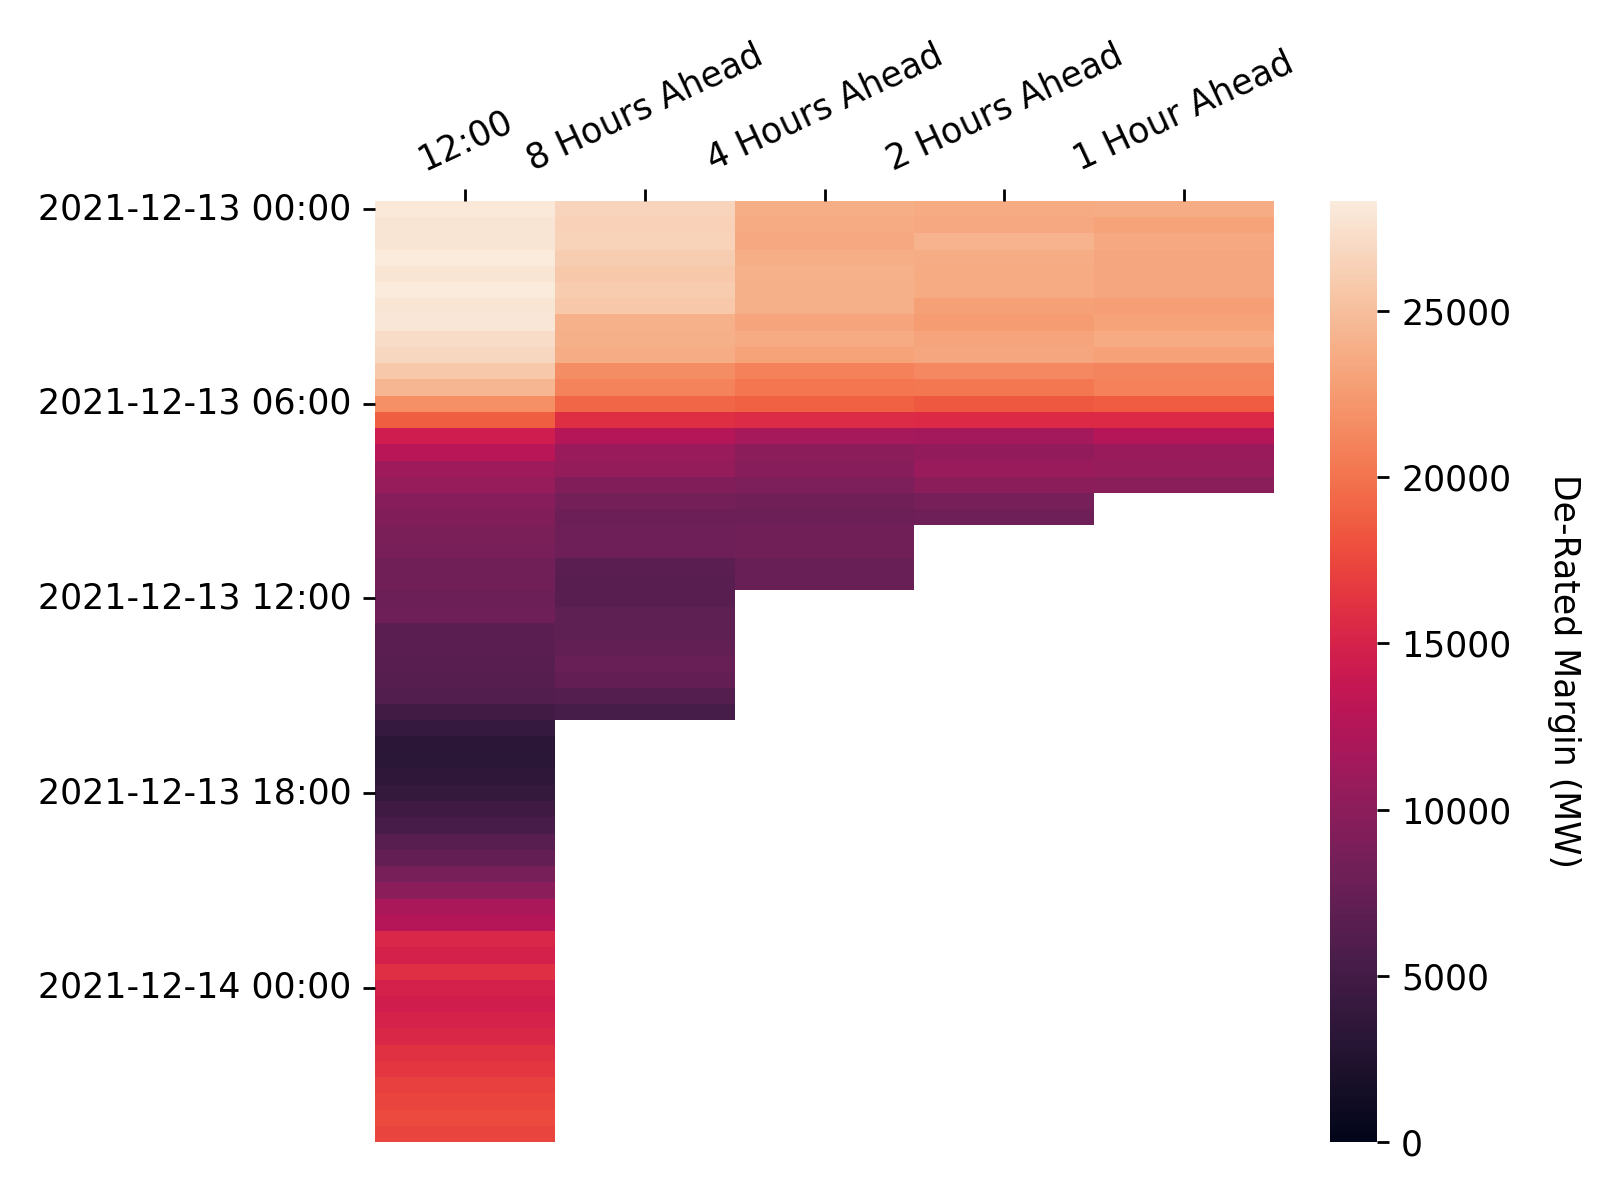 12:00
8 Hours Ahead
4 Hours Ahead
2 Hours Ahead
1 Hour Ahead
2021-12-13 00:00
2021-12-13 06:00
2021-12-13 12:00
2021-12-13 18:00
2021-12-14 00:00
25000
20000
15000
10000
5000
0
De-Rated Margin (MW)